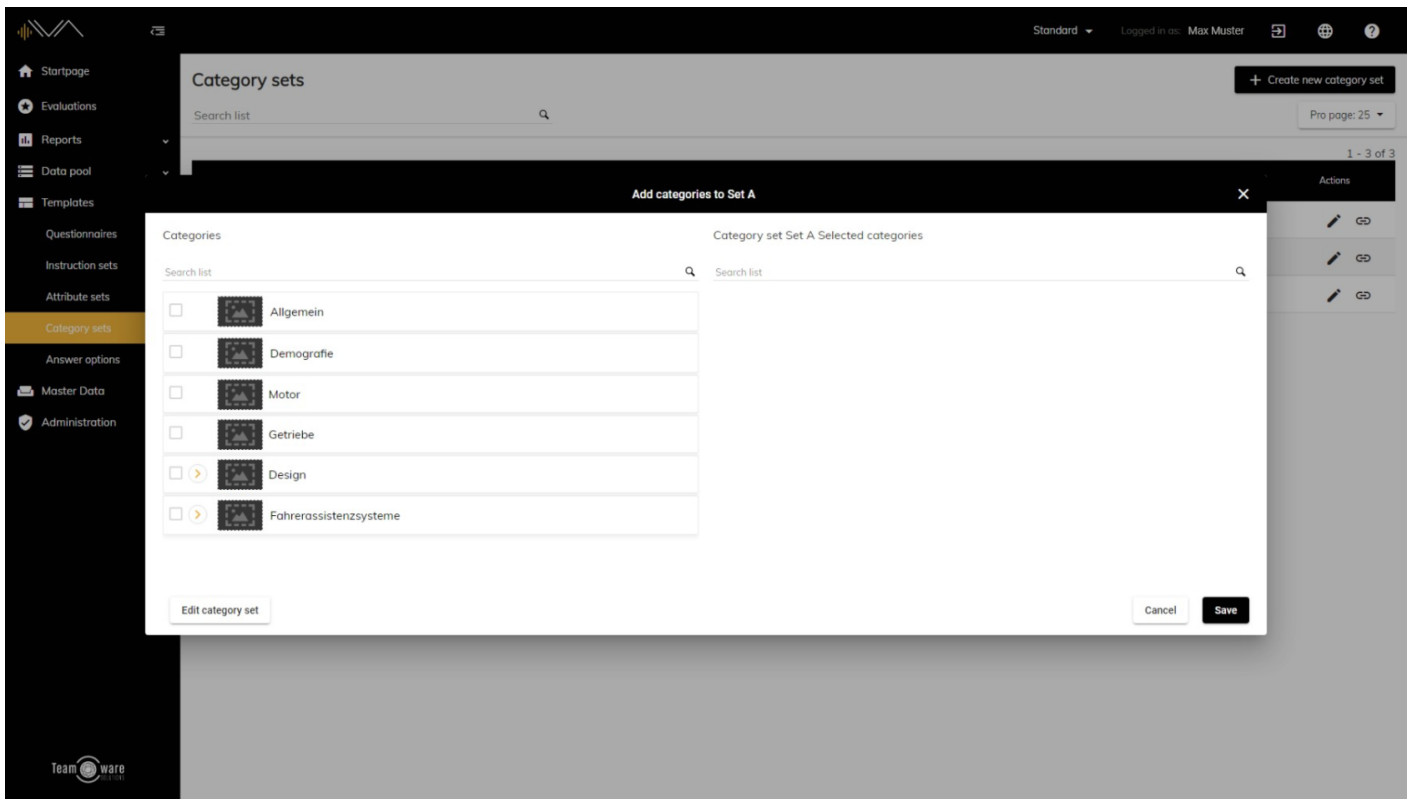 Standard
Logged in as: Max Muster
Startpage
Evaluations
Reports
Data pool
Templates
Questionnaires
Instruction sets
Attribute sets
Category sets
Answer options
Master Data
Administration
Team ware
SOLUTIONS
Category sets
Create new category set
Search list
Pro page: 25
1 - 3 of 3
Actions
Add categories to Set A
Categories
Search list
Allgemein
Demografie
Motor
Getriebe
Design
Fahrerassistenzsysteme
Category set Set A Selected categories
Search list
Edit category set
Cancel
Save